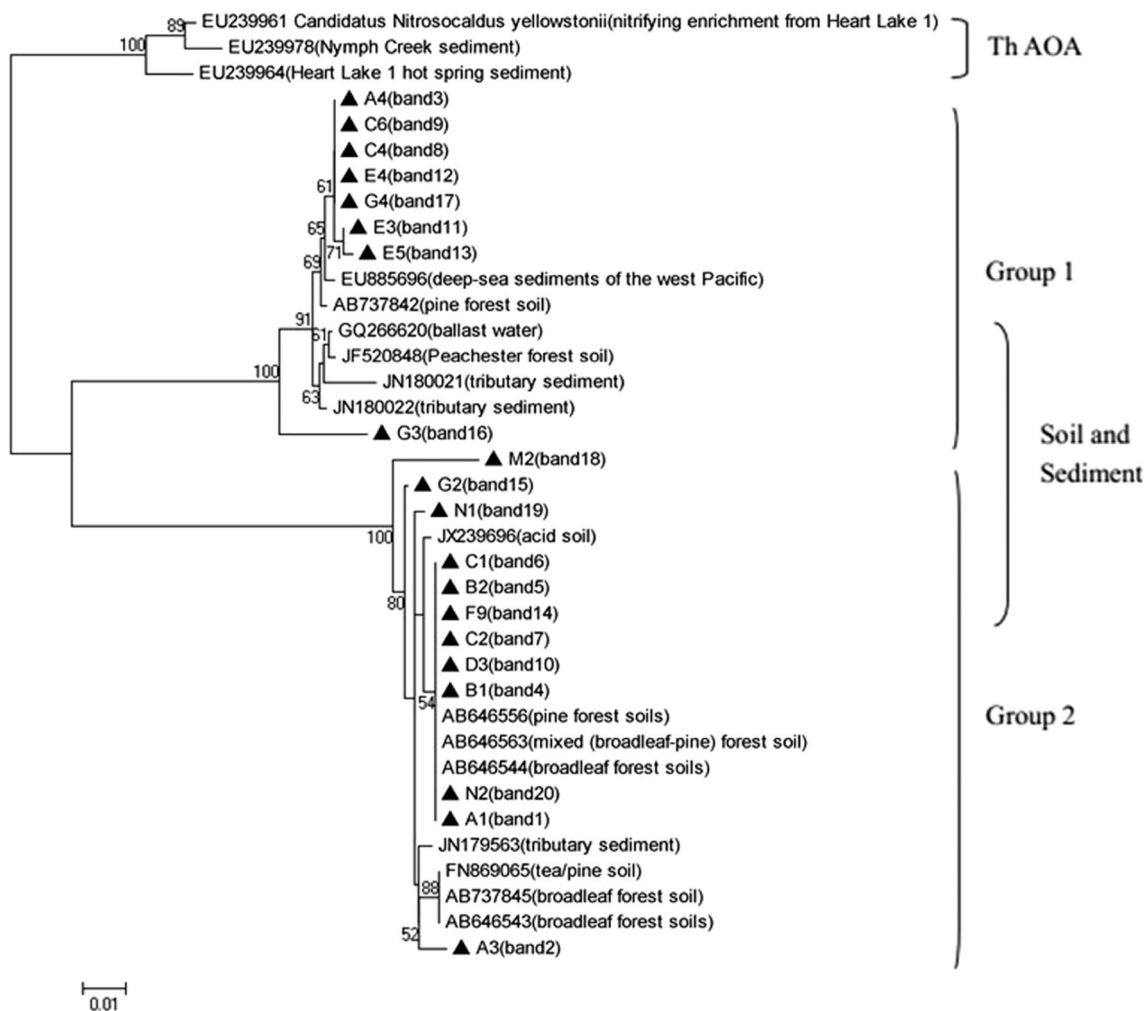 89
EU239961 Candidatus Nitrosocaldus yellowstonii(nitrifying enrichment from Heart Lake 1)
100
EU239978(Nymph Creek sediment)
Th AOA
EU239964(Heart Lake 1 hot spring sediment)
▲ A4(band3)
▲ C6(band9)
▲ C4(band8)
▲ E4(band12)
61
▲ G4(band17)
65
▲ E3(band11)
71
▲ E5(band13)
69
EU885696(deep-sea sediments of the west Pacific)
Group 1
AB737842(pine forest soil)
91
61
GQ266620(ballast water)
JF520848(Peachester forest soil)
100
JN180021(tributary sediment)
63
JN180022(tributary sediment)
▲ G3(band16)
Soil and
Sediment
▲ M2(band18)
▲ G2(band15)
▲ N1(band19)
100
JX239696(acid soil)
▲ C1(band6)
▲ B2(band5)
80
▲ F9(band14)
▲ C2(band7)
▲ D3(band10)
▲ B1(band4)
54
AB646556(pine forest soils)
Group 2
AB646563(mixed (broadleaf-pine) forest soil)
AB646544(broadleaf forest soils)
▲ N2(band20)
▲ A1(band1)
JN179563(tributary sediment)
FN869065(tea/pine soil)
88
AB737845(broadleaf forest soil)
AB646543(broadleaf forest soils)
52
▲ A3(band2)
0.01